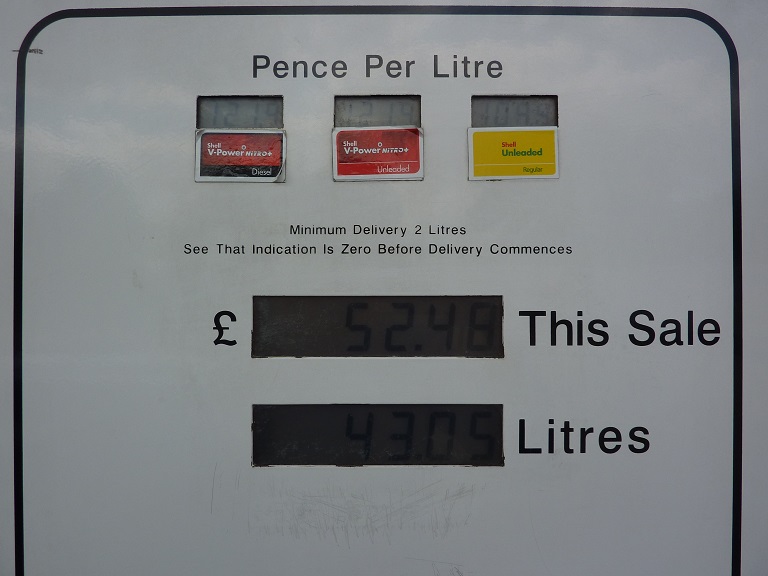 Pence Per Litre
Shell
V-Power NiTRO+
Diesel
Shell
V-Power NiTRO+
Unleaded
Shell
Unleaded
Regular
Minimum Delivery 2 Litres
See That Indication Is Zero Before Delivery Commences
£ 52.48 This Sale
43.05 Litres